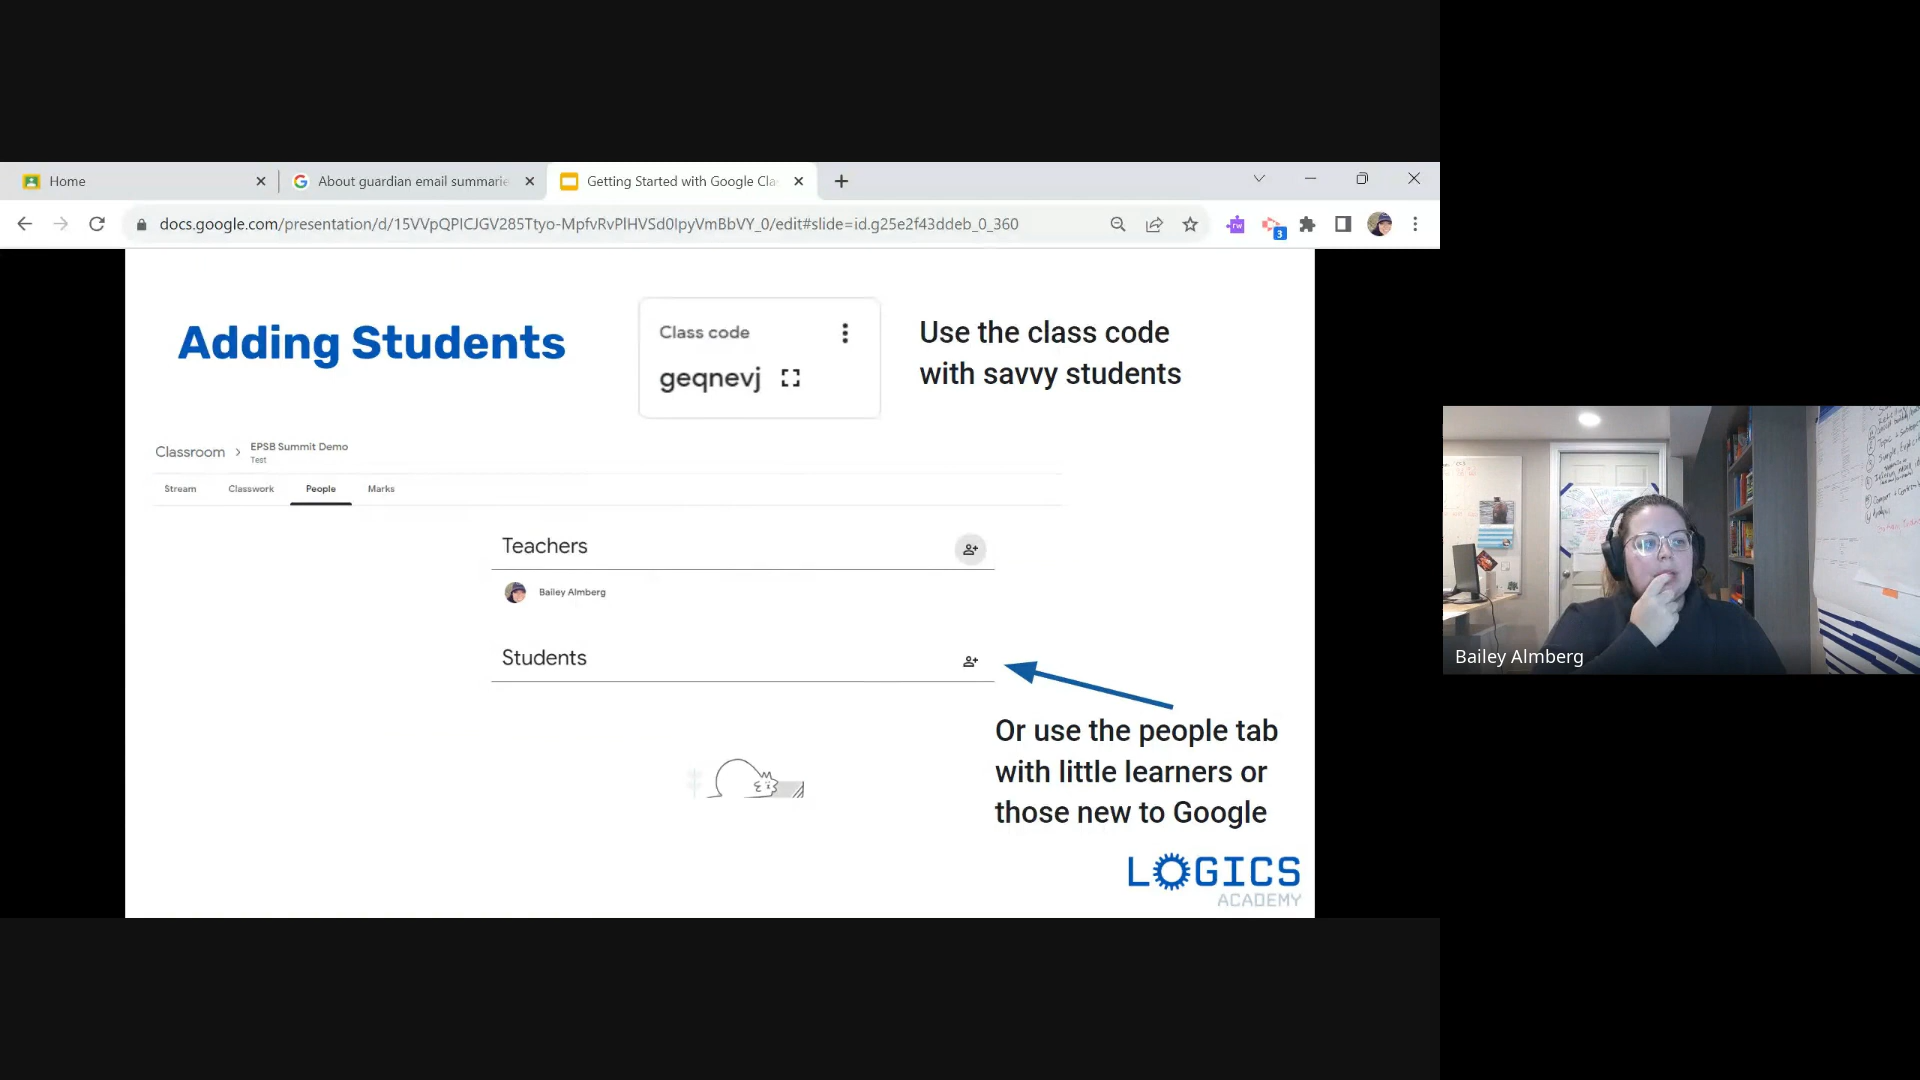 Home
About guardian email summarie
Getting Started with Google Cla
docs.google.com/presentation/d/15VVpQPICJGV285Ttyo-MpfvRvPlHVSd0IpyVmBbVY_0/edit#slide=id.g25e2f43ddeb_0_360
rw
3
Adding Students
Class code
geqnevj
Use the class code
with savvy students
Classroom > EPSB Summit Demo
Test
Stream Classwork People Marks
Teachers
Bailey Almberg
Students
Or use the people tab
with little learners or
those new to Google
LOGICS
ACADEMY
Bailey Almberg